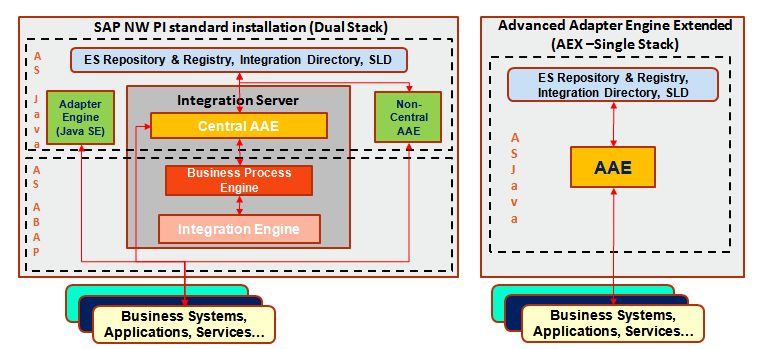 SAP NW PI standard installation (Dual Stack)
AS Java
ES Repository & Registry, Integration Directory, SLD
Integration Server
Adapter
Engine
(Java SE)
Central AAE
Non-
Central
AAE
AS ABAP
Business Process
Engine
Integration Engine
Business Systems,
Applications, Services…
Advanced Adapter Engine Extended
(AEX –Single Stack)
ES Repository & Registry,
Integration Directory, SLD
AS Java
AAE
Business Systems,
Applications, Services…